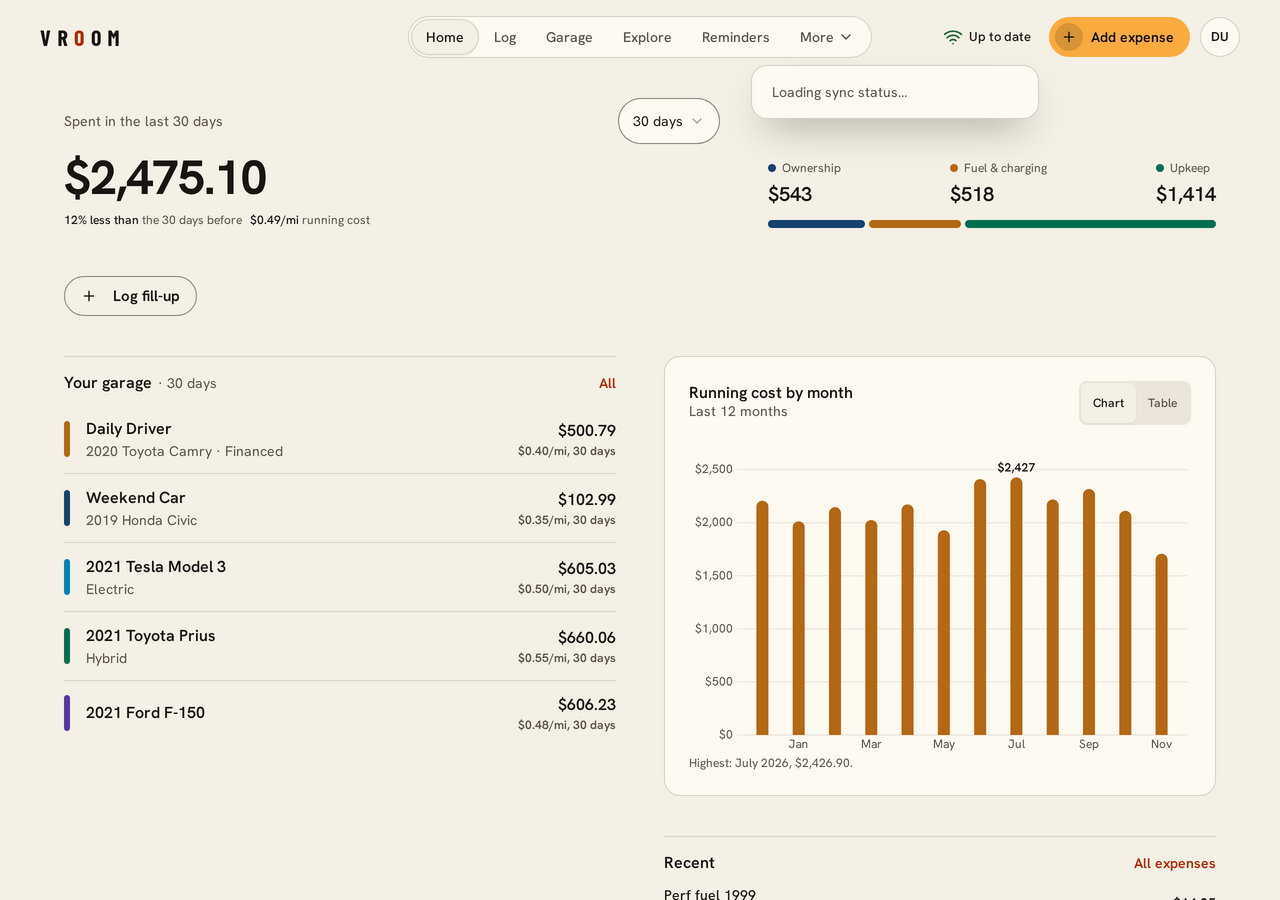 VROOM
Home
Log
Garage
Explore
Reminders
More
Up to date
Add expense
DU
Loading sync status…
Spent in the last 30 days
30 days
$2,475.10
12% less than the 30 days before $0.49/mi running cost
Ownership
$543
Fuel & charging
$518
Upkeep
$1,414
Log fill-up
Your garage · 30 days
All
Daily Driver
2020 Toyota Camry · Financed
$500.79
$0.40/mi, 30 days
Weekend Car
2019 Honda Civic
$102.99
$0.35/mi, 30 days
2021 Tesla Model 3
Electric
$605.03
$0.50/mi, 30 days
2021 Toyota Prius
Hybrid
$660.06
$0.55/mi, 30 days
2021 Ford F-150
$606.23
$0.48/mi, 30 days
Running cost by month
Last 12 months
Chart
Table
$2,427
$2,500
$2,000
$1,500
$1,000
$500
$0
Jan
Mar
May
Jul
Sep
Nov
Highest: July 2026, $2,426.90.
Recent
All expenses
Perf fuel 1999